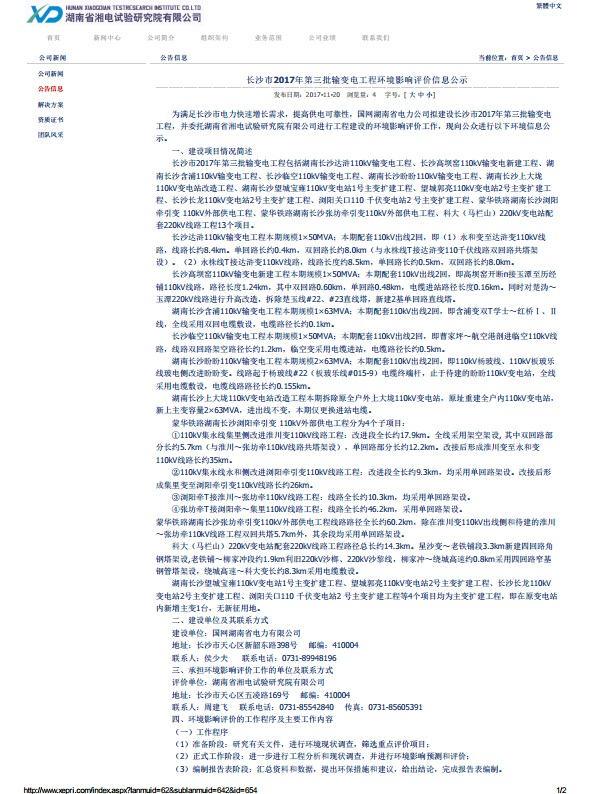 繁體中文
XD HUNAN XIAOQDIAN TESTRESEARCH INSTITUTE CO.LTD
湖南省湘电试验研究院有限公司
首页 新闻中心 公司简介 组织架构 业务范围 公司业绩 联系我们
公司新闻 公告信息 当前位置：首页 > 公告信息
公司新闻
公告信息
解决方案
资质证书
团队风采
长沙市2017年第三批输变电工程环境影响评价信息公示
发布日期：2017-11-20 浏览量：4 字号：[ 大 中 小]
为满足长沙市电力快速增长需求，提高供电可靠性，国网湖南省电力公司拟建设长沙市2017年第三批输变电
工程，并委托湖南省湘电试验研究院有限公司进行工程建设的环境影响评价工作，现向公众进行以下环境信息公
示。
一、建设项目情况简述
长沙市2017年第三批输变电工程包括湖南长沙达浒110kV输变电工程、长沙高坝窑110kV输变电新建工程、湖
南长沙含浦110kV输变电工程、长沙临空110kV输变电工程、湖南长沙盼盼110kV输变电工程、湖南长沙上大垅
110kV变电站改造工程、湖南长沙望城宝雍110kV变电站1号主变扩建工程、望城郭亮110kV变电站2号主变扩建工
程、长沙长龙110kV变电站2号主变扩建工程、浏阳关口110 千伏变电站2 号主变扩建工程、蒙华铁路湖南长沙浏阳
牵引变 110kV外部供电工程、蒙华铁路湖南长沙张坊牵引变110kV外部供电工程、科大（马栏山）220kV变电站配
套220kV线路工程13个项目。
长沙达浒110kV输变电工程本期规模1×50MVA；本期配套110kV出线2回，即（1）永和变至达浒变110kV线
路，线路长约8.4km。单回路长约0.4km，双回路长约8.0km（与永株线T接达浒变110千伏线路双回路共塔架
设）。（2）永株线T接达浒变110kV线路，线路长度约8.5km，单回路长约0.5km，双回路长约8.0km。
长沙高坝窑110kV输变电新建工程本期规模1×50MVA；本期配套110kV出线2回，即高坝窑开断π接玉潭至历经
铺110kV线路，路径长度1.24km，其中双回路0.60km，单回路0.48km，电缆进站路径长度0.16km。同时对楚沩～
玉潭220kV线路进行升高改造，拆除楚玉线#22、#23直线塔，新建2基单回路直线塔。
湖南长沙含浦110kV输变电工程本期规模1×63MVA；本期配套110kV出线2回，即含浦变双T学士～红桥Ⅰ、Ⅱ
线，全线采用双回电缆敷设，电缆路径长约0.1km。
长沙临空110kV输变电工程本期规模1×50MVA；本期配套110kV出线2回，即曹家坪～航空港剖进临空110kV线
路，线路双回路架空路径长约1.2km，临空变采用电缆进站，电缆路径长约0.5km。
湖南长沙盼盼110kV输变电工程本期规模2×63MVA；本期配套110kV出线2回，即110kV杨玻线、110kV板玻乐
线玻电侧改进盼盼变。线路起于杨玻线#22（板玻乐线#015-9）电缆终端杆，止于待建的盼盼110kV变电站，全线
采用电缆敷设，电缆线路路径长约0.155km。
湖南长沙上大垅110kV变电站改造工程本期拆除原全户外上大垅110kV变电站，原址重建全户内110kV变电站，
新上主变容量2×63MVA，进出线不变，本期仅更换进站电缆。
蒙华铁路湖南长沙浏阳牵引变 110kV外部供电工程分为4个子项目：
①110kV集水线集里侧改进淮川变110kV线路工程：改进段全长约17.9km。全线采用架空架设, 其中双回路部
分长约5.7km（与淮川～张坊牵110kV线路共塔架设），单回路部分长约12.2km。改接后形成淮川变至永和变
110kV线路长约35km。
②110kV集水线永和侧改进浏阳牵引变110kV线路工程：改进段全长约9.3km，均采用单回路架设。改接后形
成集里变至浏阳牵引变110kV线路长约26km。
③浏阳牵T接淮川～张坊牵110kV线路工程：线路全长约10.3km，均采用单回路架设。
④张坊牵T接浏阳牵～集里110kV线路工程：线路全长约46.2km，采用单回路架设。
蒙华铁路湖南长沙张坊牵引变110kV外部供电工程线路路径全长约60.2km，除在淮川变110kV出线侧和待建的淮川
～张坊牵110kV线路工程双回共塔5.7km外，其余段均采用单回路架设。
科大（马栏山）220kV变电站配套220kV线路工程路径总长约14.3km。星沙变～老铁铺段3.3km新建四回路角
钢塔架设,老铁铺～柳家冲段约1.9km利旧220kV沙榔、220kV沙黎线，柳家冲～绕城高速约0.8km采用四回路窄基
钢管塔架设，绕城高速～科大变长约8.3km采用电缆敷设。
湖南长沙望城宝雍110kV变电站1号主变扩建工程、望城郭亮110kV变电站2号主变扩建工程、长沙长龙110kV
变电站2号主变扩建工程、浏阳关口110 千伏变电站2 号主变扩建工程等4个项目均为主变扩建工程，即在原变电站
内新增主变1台，无新征用地。
二、建设单位及其联系方式
建设单位：国网湖南省电力有限公司
地址：长沙市天心区新韶东路398号 邮编：410004
联系人：侯少夫 联系电话：0731-89948196
三、承担环境影响评价工作的单位及联系方式
评价单位：湖南省湘电试验研究院有限公司
地址：长沙市天心区五凌路169号 邮编：410004
联系人：周建飞 联系电话：0731-85542840 传真：0731-85605391
四、环境影响评价的工作程序及主要工作内容
（一）工作程序
（1）准备阶段：研究有关文件，进行环境现状调查，筛选重点评价项目；
（2）正式工作阶段：进一步进行工程分析和现状调查，并进行环境影响预测和评价；
（3）编制报告表阶段：汇总资料和数据，提出环保措施和建议，给出结论，完成报告表编制。
http://www.xepri.com/index.aspx?lanmuid=62&sublanmuid=642&id=654 1/2